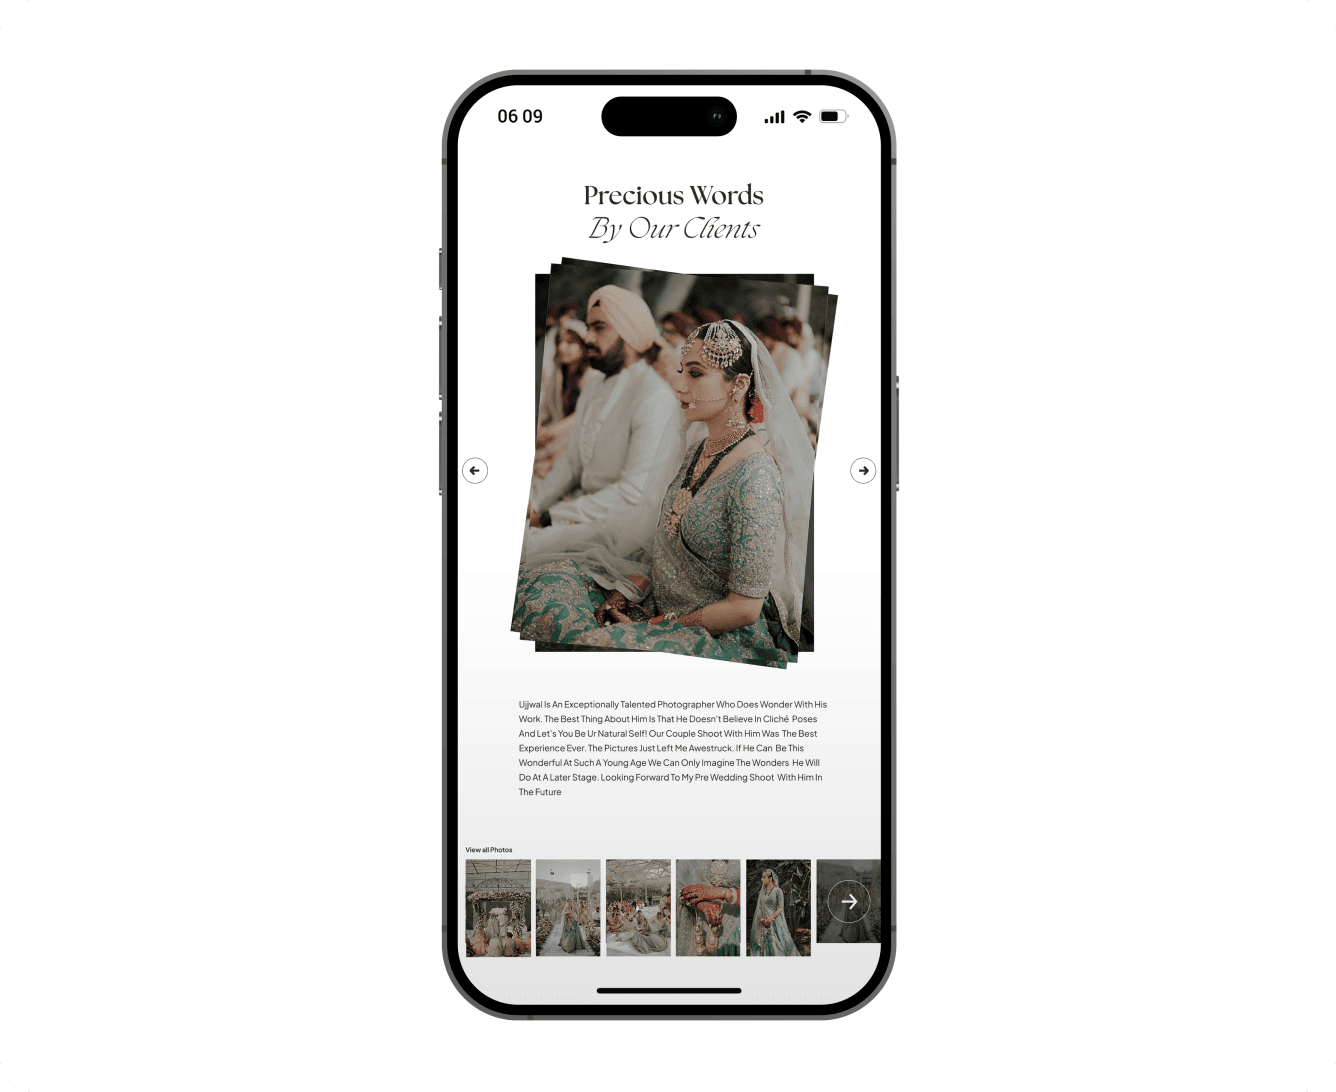 06 09
Precious Words
By Our Clients
Ujjwal Is An Exceptionally Talented Photographer Who Does Wonder With His
Work. The Best Thing About Him Is That He Doesn't Believe In Cliché Poses
And Let's You Be Ur Natural Self! Our Couple Shoot With Him Was The Best
Experience Ever. The Pictures Just Left Me Awestruck. If He Can Be This
Wonderful At Such A Young Age We Can Only Imagine The Wonders He Will
Do At A Later Stage. Looking Forward To My Pre Wedding Shoot With Him In
The Future
View all Photos